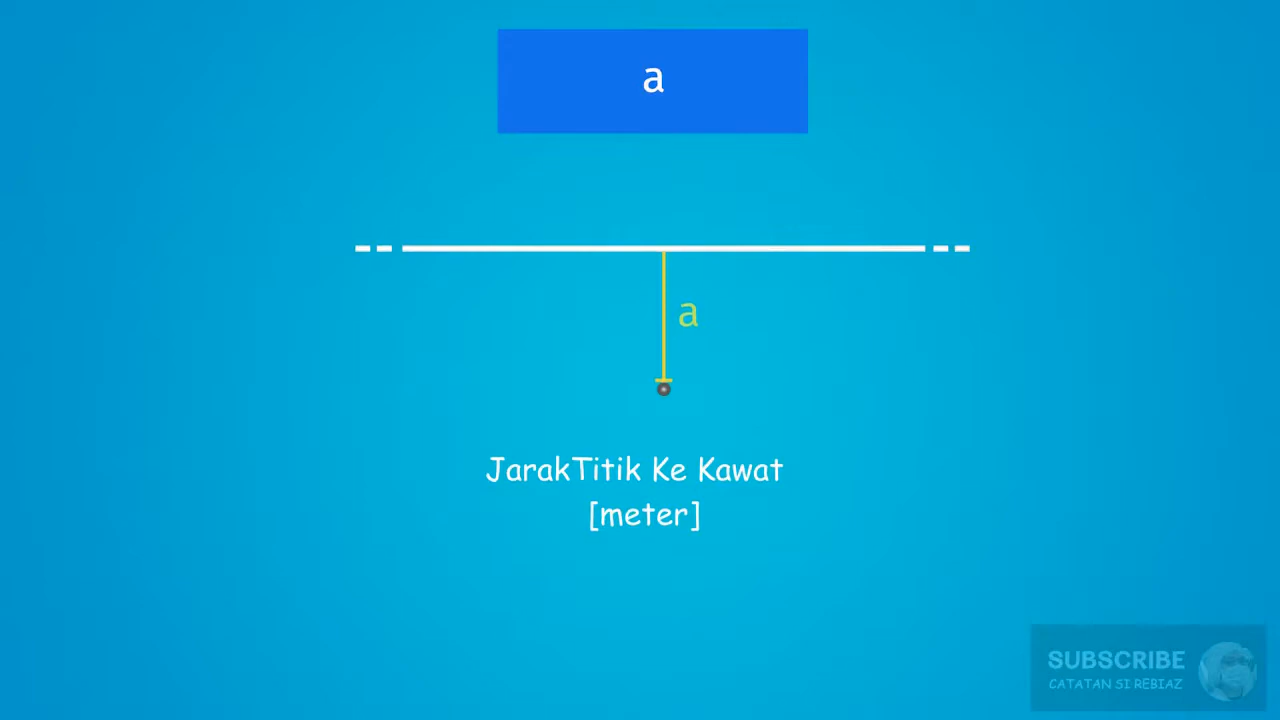 a
a
JarakTitik Ke Kawat
[meter]
SUBSCRIBE
CATATAN SI REBIAZ